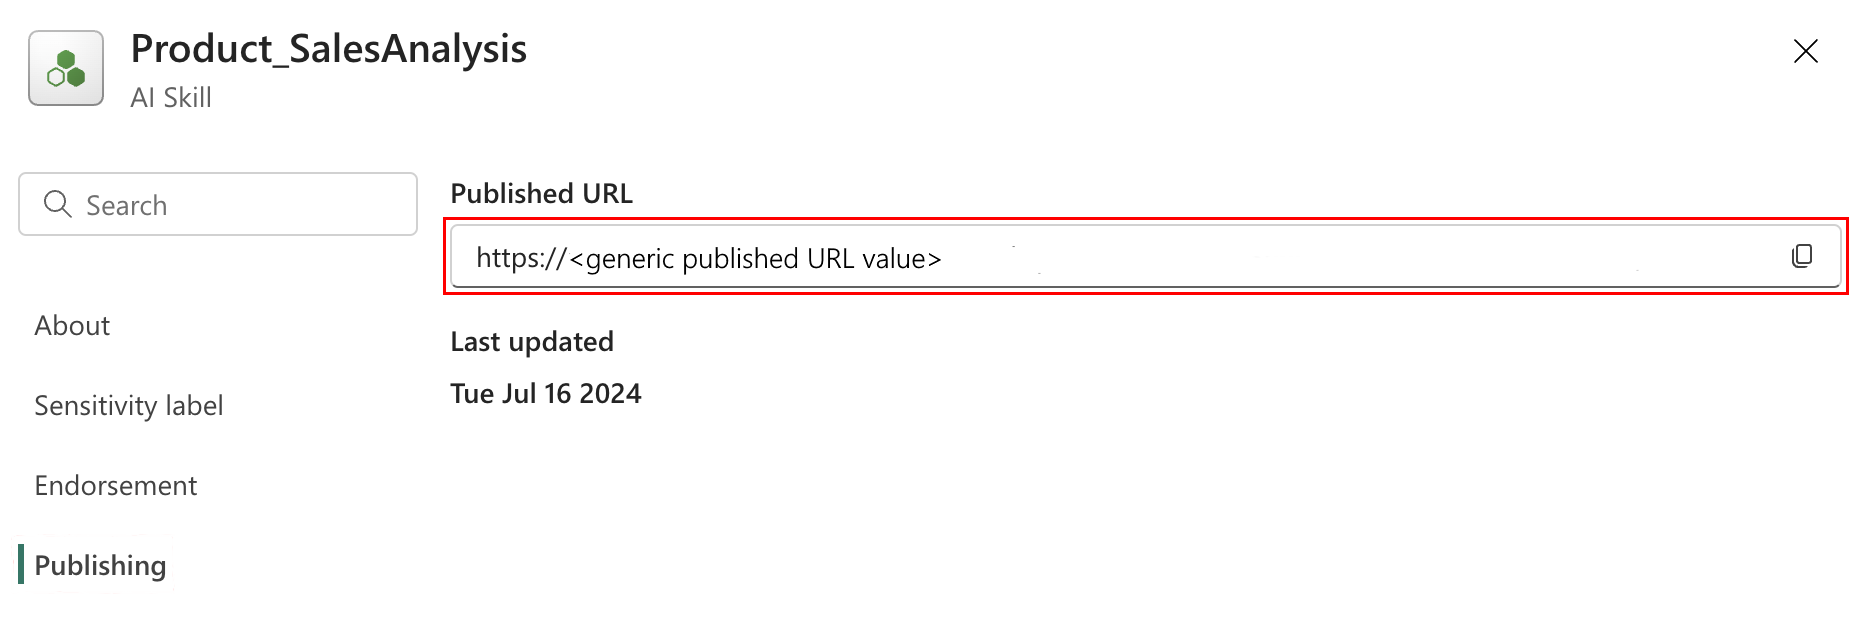 Product_SalesAnalysis
AI Skill
Search
About
Sensitivity label
Endorsement
Publishing
Published URL
https://<generic published URL value>
Last updated
Tue Jul 16 2024